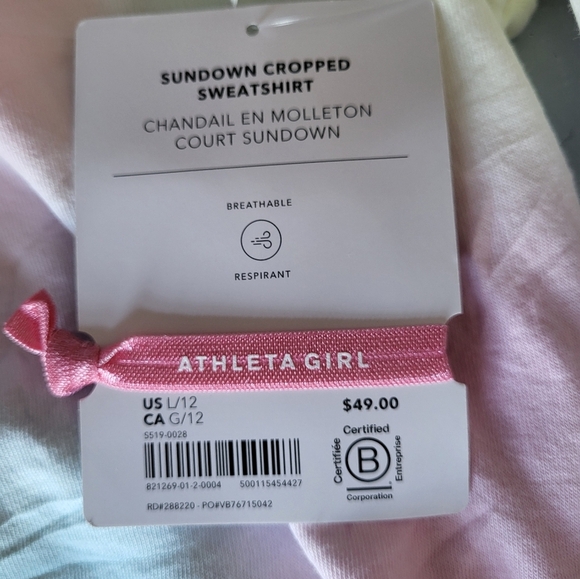 SUNDOWN CROPPED
SWEATSHIRT
CHANDAIL EN MOLLETON
COURT SUNDOWN
BREATHABLE
RESPIRANT
ATHLETA GIRL
US L/12
CA G/12
$49.00
S519-0028
821269-01-2-0004 500115454427
RD#288220 - PO#VB76715042
Certified
Certifiée
B
Entreprise
Corporation